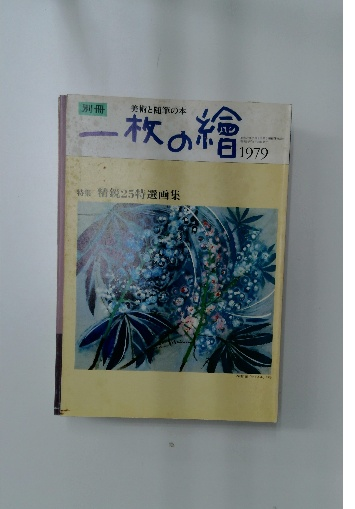 別冊
美術と随筆の本
一枚の繪
1979
特集 精鋭25特選画集